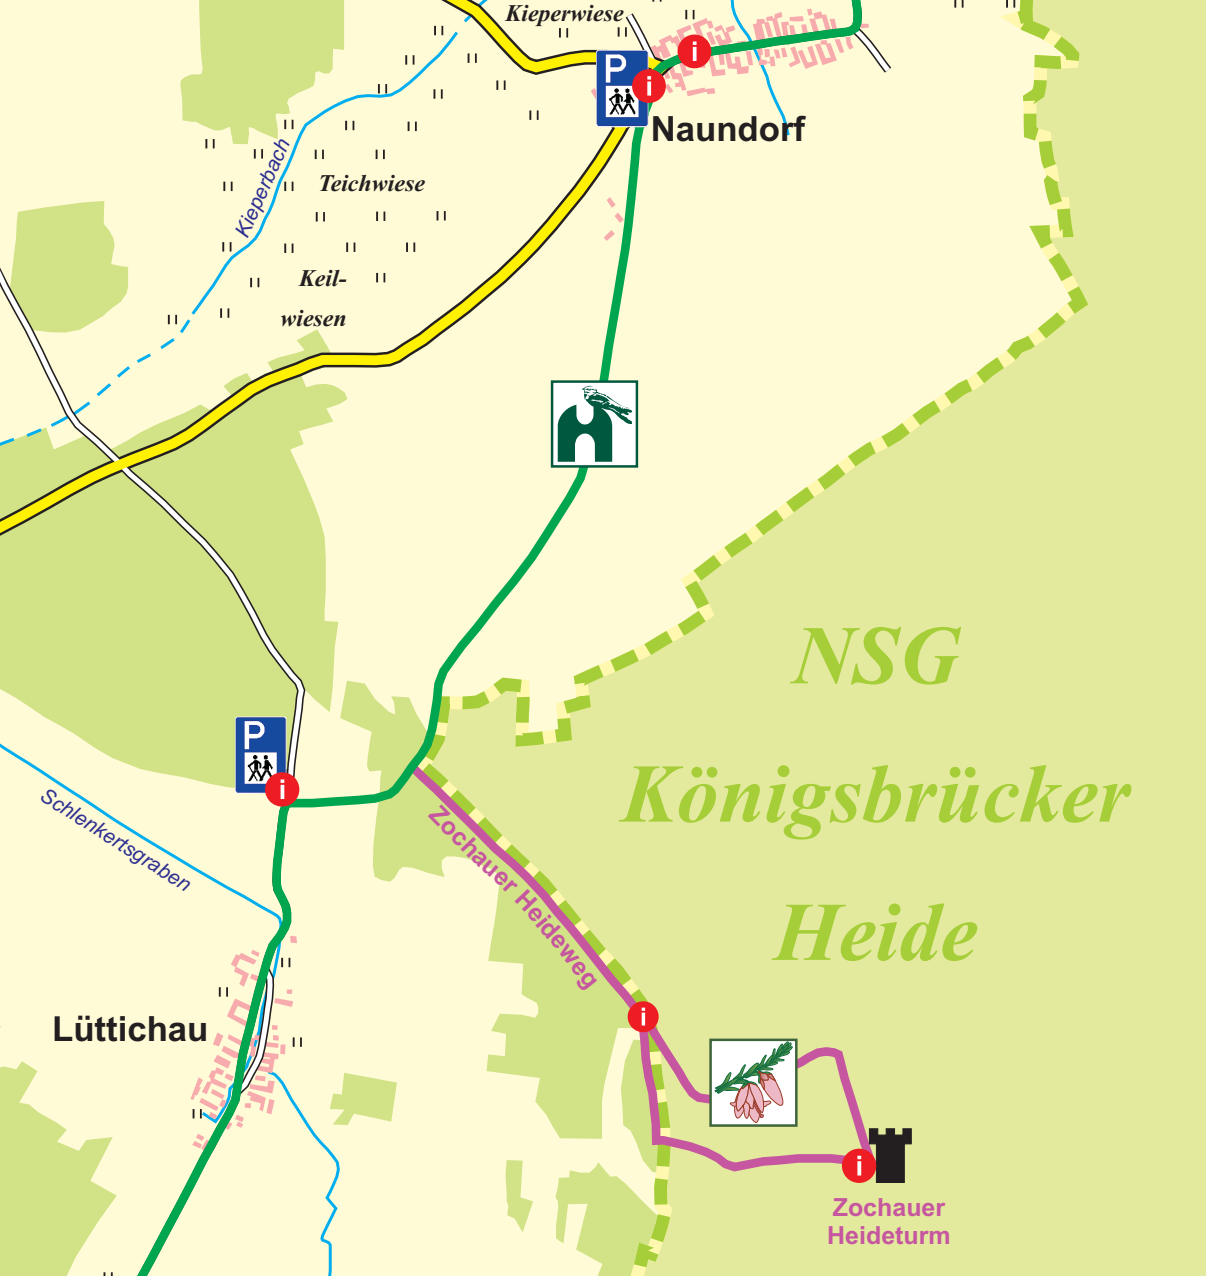 Kieperwiese
i
P
i
Naundorf
Kieperbach
Teichwiese
Keil-
wiesen
NSG
Königsbrücker
Heide
P
i
Schlenkertsgraben
Zochauer Heideweg
i
Lüttichau
i
Zochauer
Heideturm